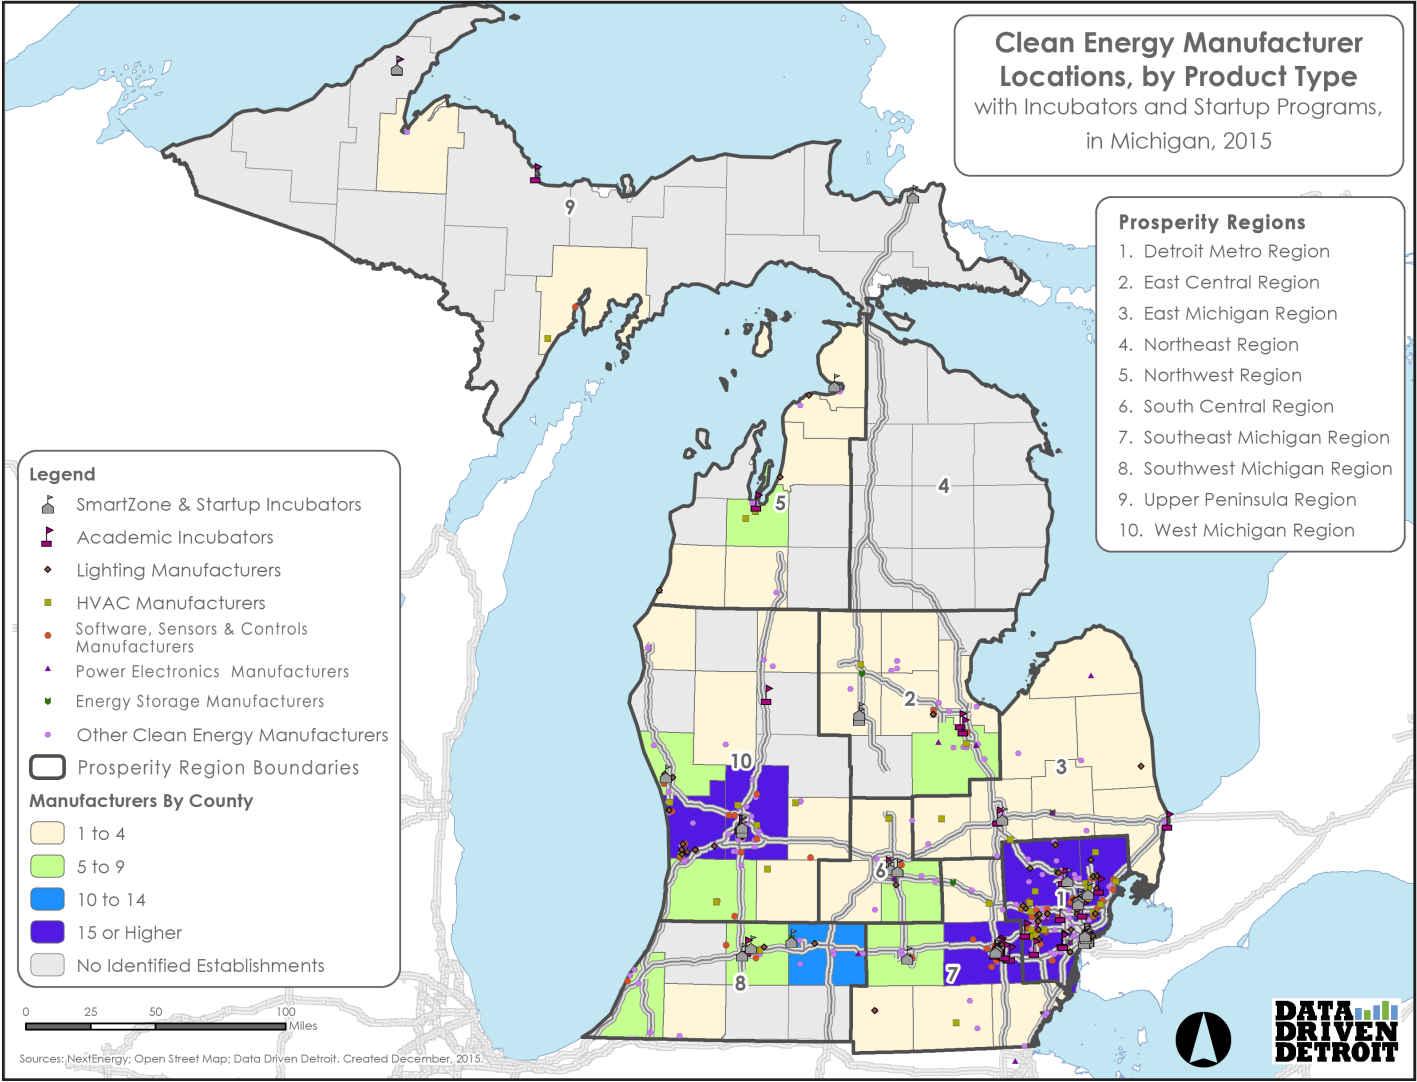 Clean Energy Manufacturer
Locations, by Product Type
with Incubators and Startup Programs,
in Michigan, 2015
Prosperity Regions
1. Detroit Metro Region
2. East Central Region
3. East Michigan Region
4. Northeast Region
5. Northwest Region
6. South Central Region
7. Southeast Michigan Region
8. Southwest Michigan Region
9. Upper Peninsula Region
10. West Michigan Region
9
4
5
2
3
10
6
1
7
8
Legend
SmartZone & Startup Incubators
Academic Incubators
Lighting Manufacturers
HVAC Manufacturers
Software, Sensors & Controls
Manufacturers
Power Electronics Manufacturers
Energy Storage Manufacturers
Other Clean Energy Manufacturers
Prosperity Region Boundaries
Manufacturers By County
1 to 4
5 to 9
10 to 14
15 or Higher
No Identified Establishments
0 25 50 100
Miles
Sources: NextEnergy; Open Street Map; Data Driven Detroit. Created December, 2015.
DATA
DRIVEN
DETROIT